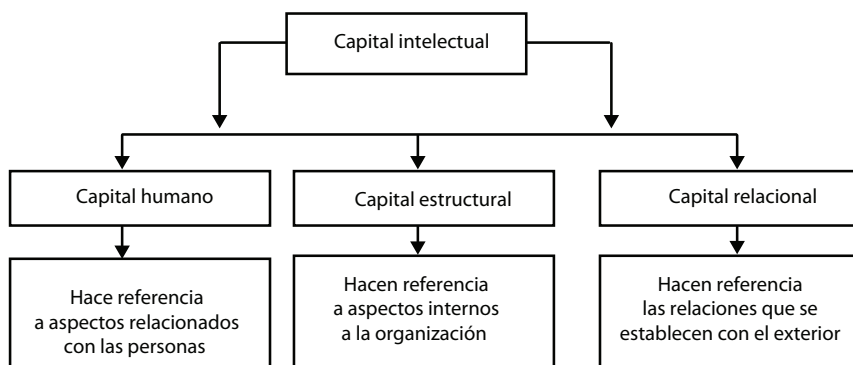 Capital intelectual
Capital humano
Capital estructural
Capital relacional
Hace referencia
a aspectos relacionados
con las personas
Hacen referencia
a aspectos internos
a la organización
Hacen referencia
las relaciones que se
establecen con el exterior